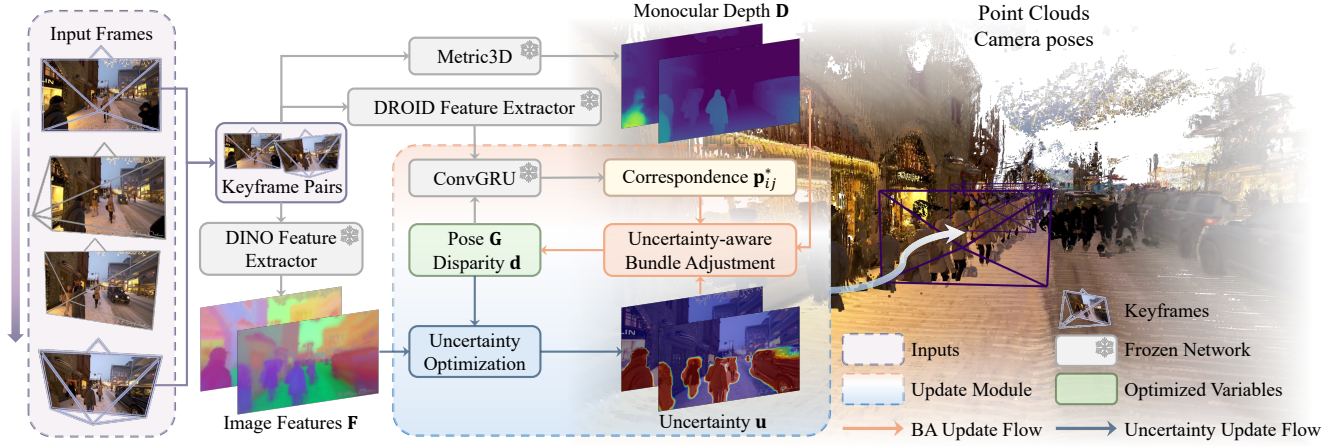 Input Frames
Keyframe Pairs
Metric3D
DROID Feature Extractor
ConvGRU
DINO Feature
Extractor
Image Features F
Monocular Depth D
Correspondence p*ij
Pose G
Disparity d
Uncertainty-aware
Bundle Adjustment
Uncertainty
Optimization
Uncertainty u
Point Clouds
Camera poses
Keyframes
Inputs
Frozen Network
Update Module
Optimized Variables
BA Update Flow
Uncertainty Update Flow